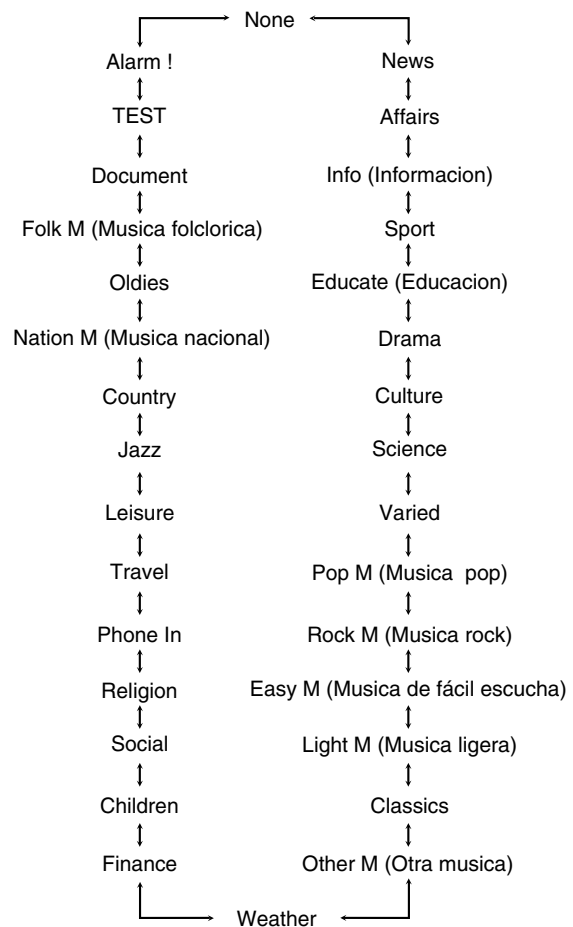 None
Alarm !
News
TEST
Affairs
Document
Info (Informacion)
Folk M (Musica folclorica)
Sport
Oldies
Educate (Educacion)
Nation M (Musica nacional)
Drama
Country
Culture
Jazz
Science
Leisure
Varied
Travel
Pop M (Musica  pop)
Phone In
Rock M (Musica rock)
Religion
Easy M (Musica de fácil escucha)
Social
Light M (Musica ligera)
Children
Classics
Finance
Other M (Otra musica)
Weather